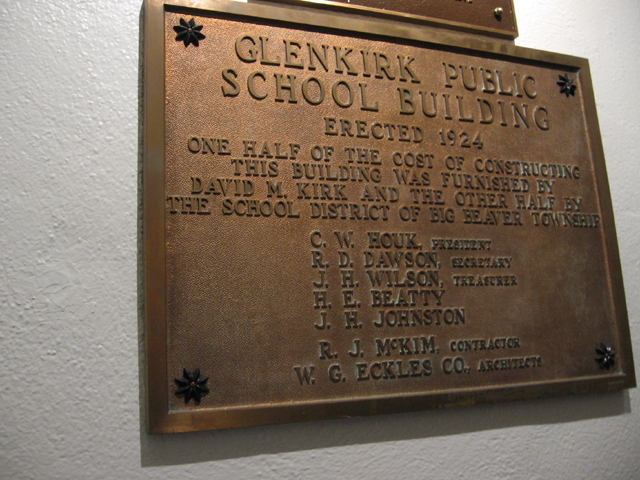 GLENKIRK PUBLIC
SCHOOL BUILDING
ERECTED 1924
ONE HALF OF THE COST OF CONSTRUCTING
THIS BUILDING WAS FURNISHED BY
DAVID M. KIRK AND THE OTHER HALF BY
THE SCHOOL DISTRICT OF BIG BEAVER TOWNSHIP
C. W. HOUK, PRESIDENT
R. D. DAWSON, SECRETARY
J. H. WILSON, TREASURER
H. E. BEATTY
J. H. JOHNSTON
R. J. McKIM, CONTRACTOR
W. G. ECKLES CO., ARCHITECTS